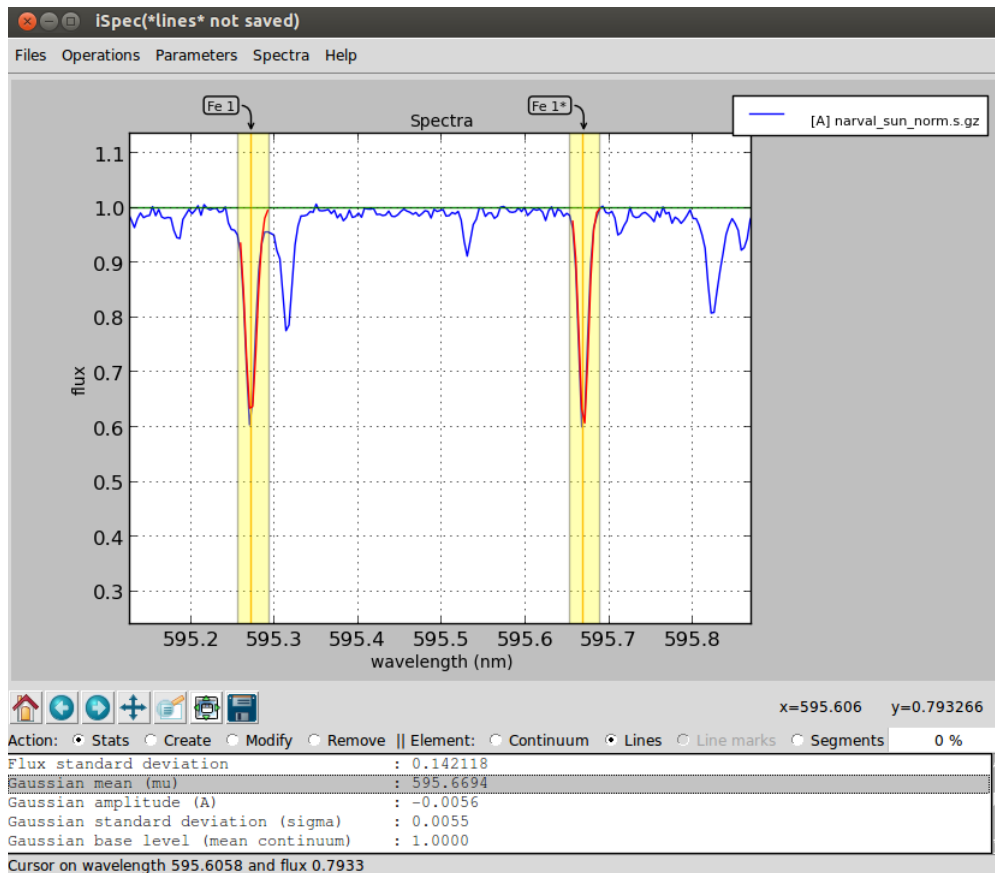 iSpec(*lines* not saved)
Files Operations Parameters Spectra Help
Fe 1 Fe 1*
Spectra
[A] narval_sun_norm.s.gz
1.1
1.0
0.9
0.8
0.7
0.6
0.5
0.4
0.3
flux
595.2 595.3 595.4 595.5 595.6 595.7 595.8
wavelength (nm)
x=595.606 y=0.793266
Action: Stats Create Modify Remove || Element: Continuum Lines Line marks Segments 0 %
Flux standard deviation : 0.142118
Gaussian mean (mu) : 595.6694
Gaussian amplitude (A) : -0.0056
Gaussian standard deviation (sigma) : 0.0055
Gaussian base level (mean continuum) : 1.0000
Cursor on wavelength 595.6058 and flux 0.7933